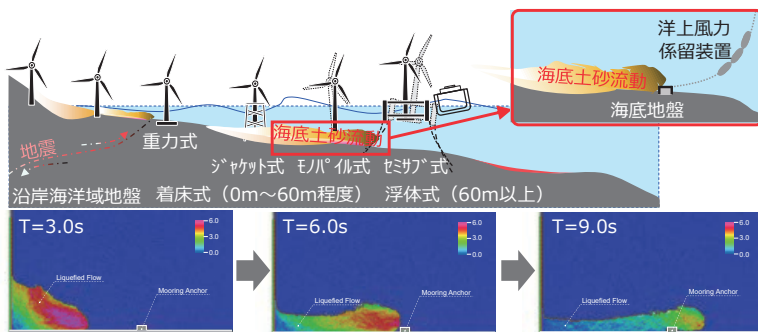 洋上風力
係留装置
海底土砂流動
海底地盤
地震
重力式
海底土砂流動
ジャケット式 モノパイル式 セミサブ式
沿岸海洋域地盤 着床式（0m～60m程度） 浮体式（60m以上）
T=3.0s
6.0
3.0
0.0
Liquefied Flow
Mooring Anchor
T=6.0s
6.0
3.0
0.0
Liquefied Flow
Mooring Anchor
T=9.0s
6.0
3.0
0.0
Liquefied Flow
Mooring Anchor